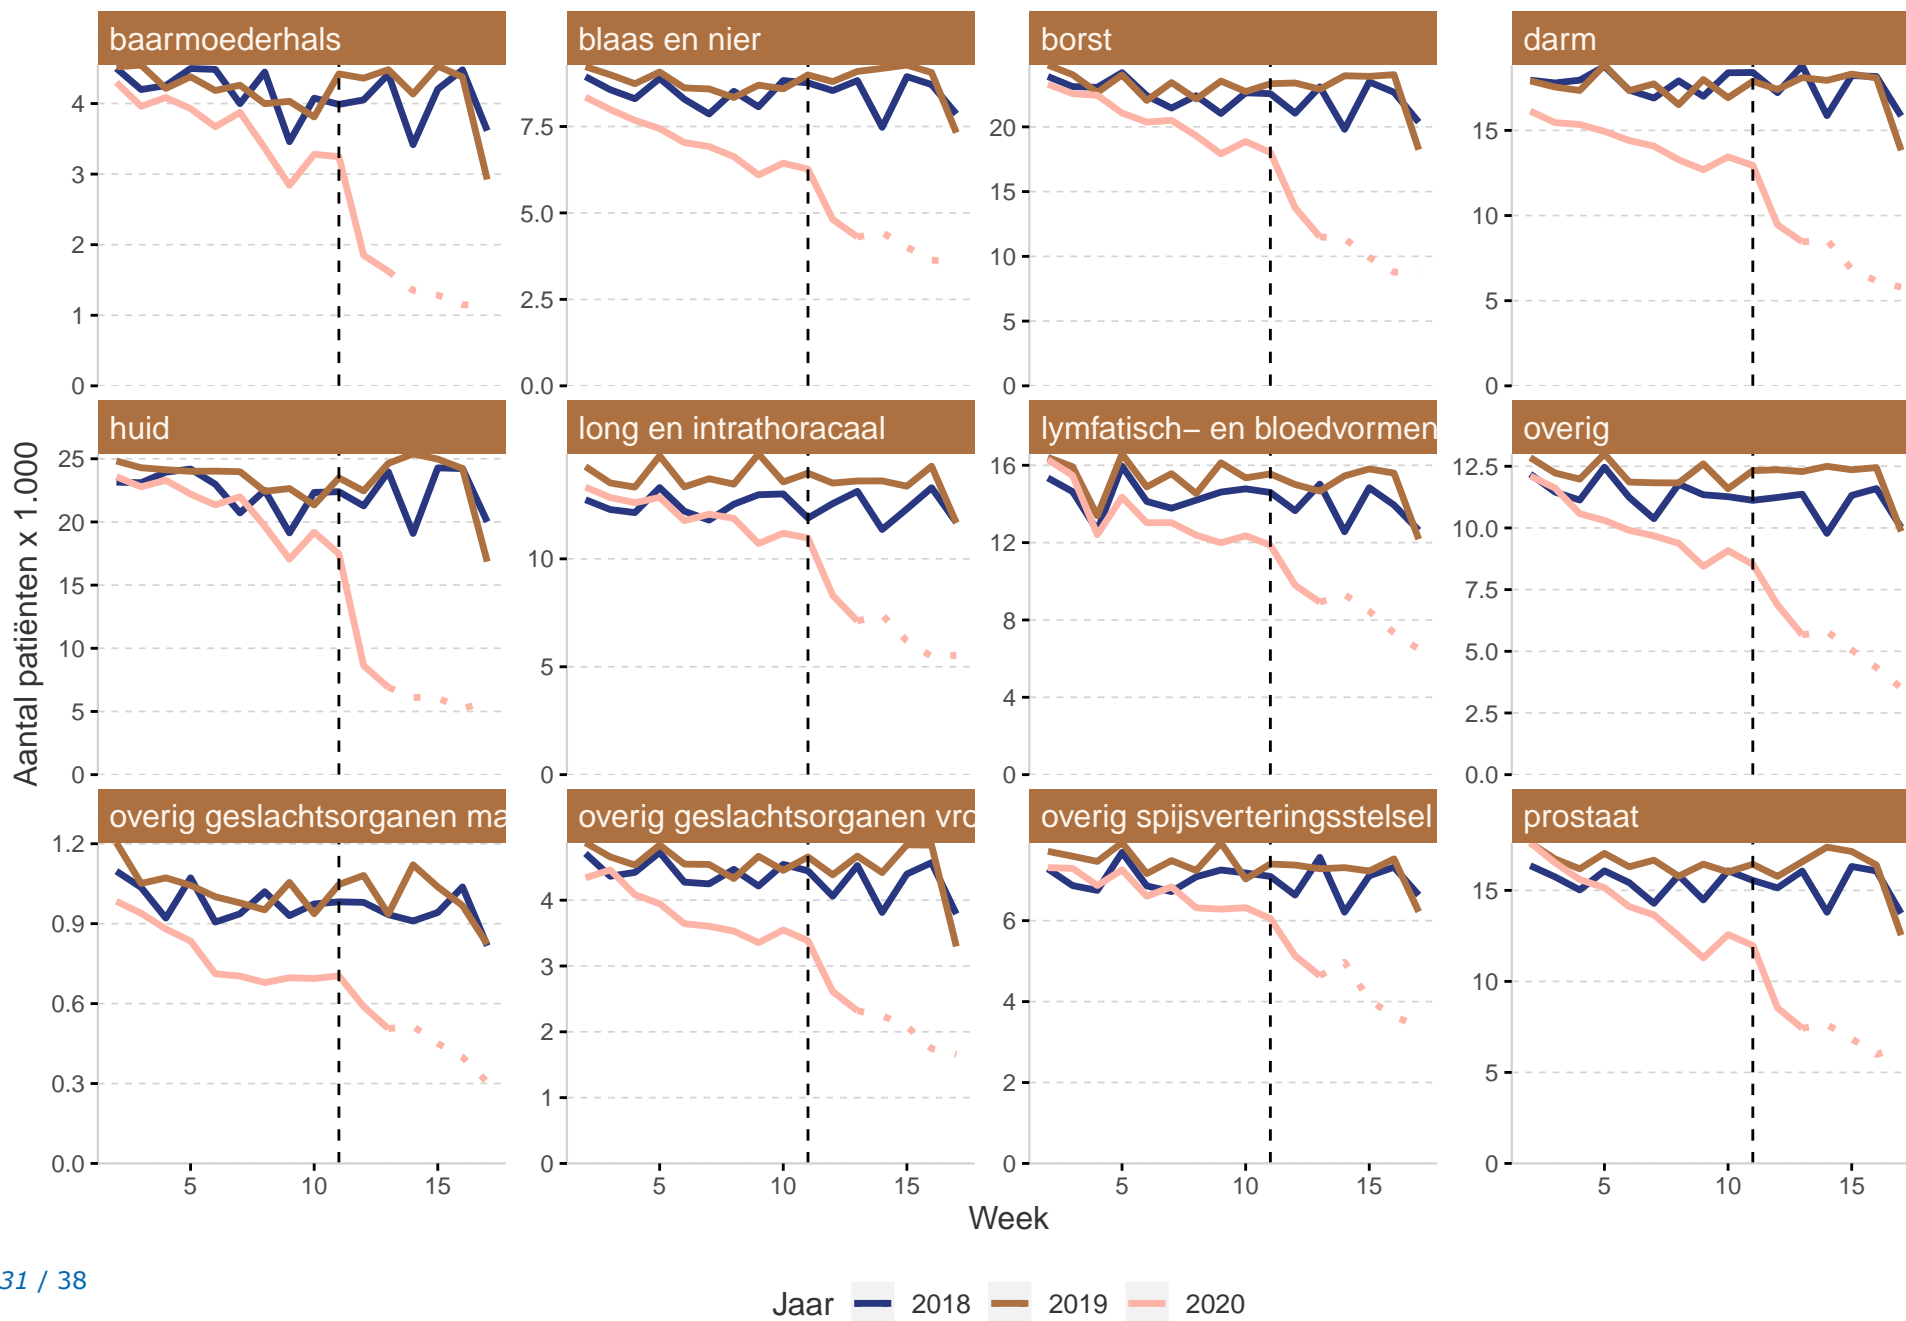 baarmoederhals
blaas en nier
borst
darm
4
3
2
1
0
7.5
5.0
2.5
0.0
20
15
10
5
0
15
10
5
0
huid
long en intrathoracaal
lymfatisch– en bloedvormen
overig
25
20
15
10
5
0
10
5
0
16
12
8
4
0
12.5
10.0
7.5
5.0
2.5
0.0
overig geslachtsorganen ma
overig geslachtsorganen vro
overig spijsverteringsstelsel
prostaat
1.2
0.9
0.6
0.3
0.0
4
3
2
1
0
6
4
2
0
15
10
5
0
5 10 15
5 10 15
5 10 15
5 10 15
Aantal patiënten x 1.000
Week
31 / 38
Jaar 2018 2019 2020